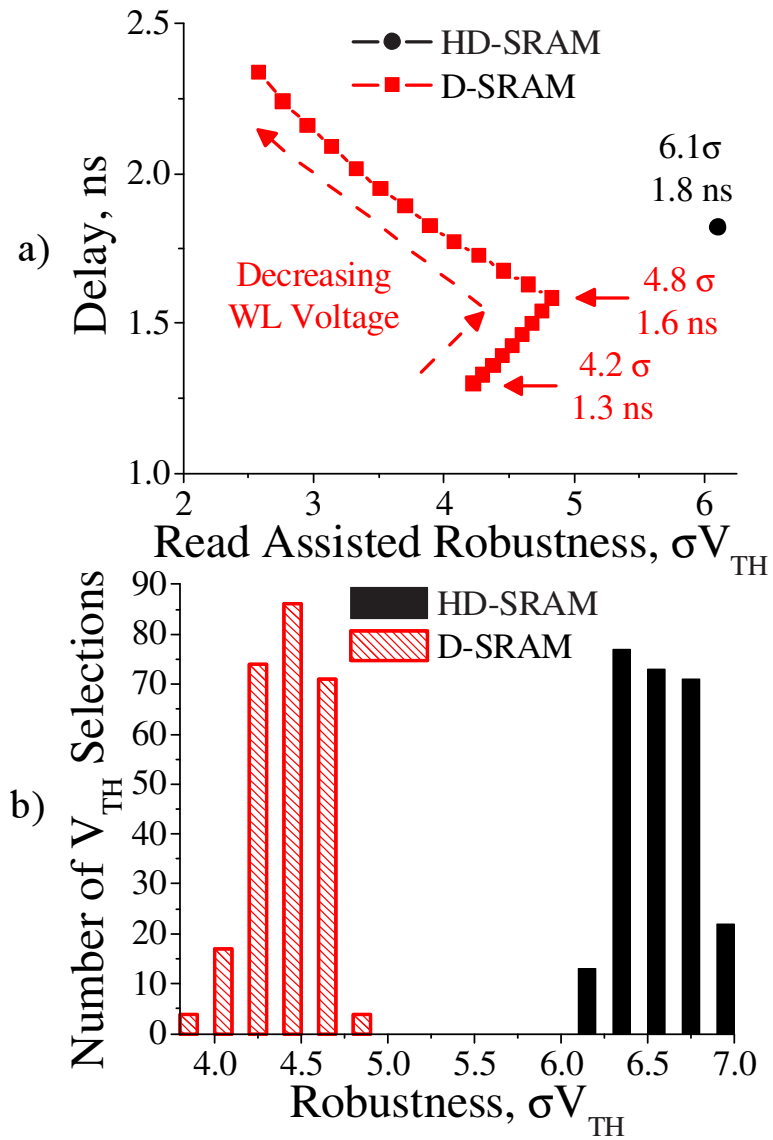 a)
Delay, ns
2.5
2.0
1.5
1.0
HD-SRAM
D-SRAM
6.1σ
1.8 ns
Decreasing
WL Voltage
4.8 σ
1.6 ns
4.2 σ
1.3 ns
2 3 4 5 6
Read Assisted Robustness, σV_TH
b)
Number of V_TH Selections
90
80
70
60
50
40
30
20
10
0
HD-SRAM
D-SRAM
4.0 4.5 5.0 5.5 6.0 6.5 7.0
Robustness, σV_TH